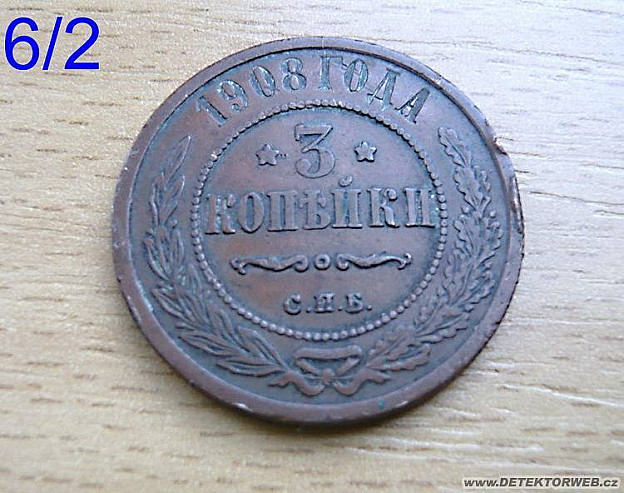 6/2
1908 ГОДА
3
КОПѢЙКИ
С.П.Б.
www.DETEKTORWEB.cz